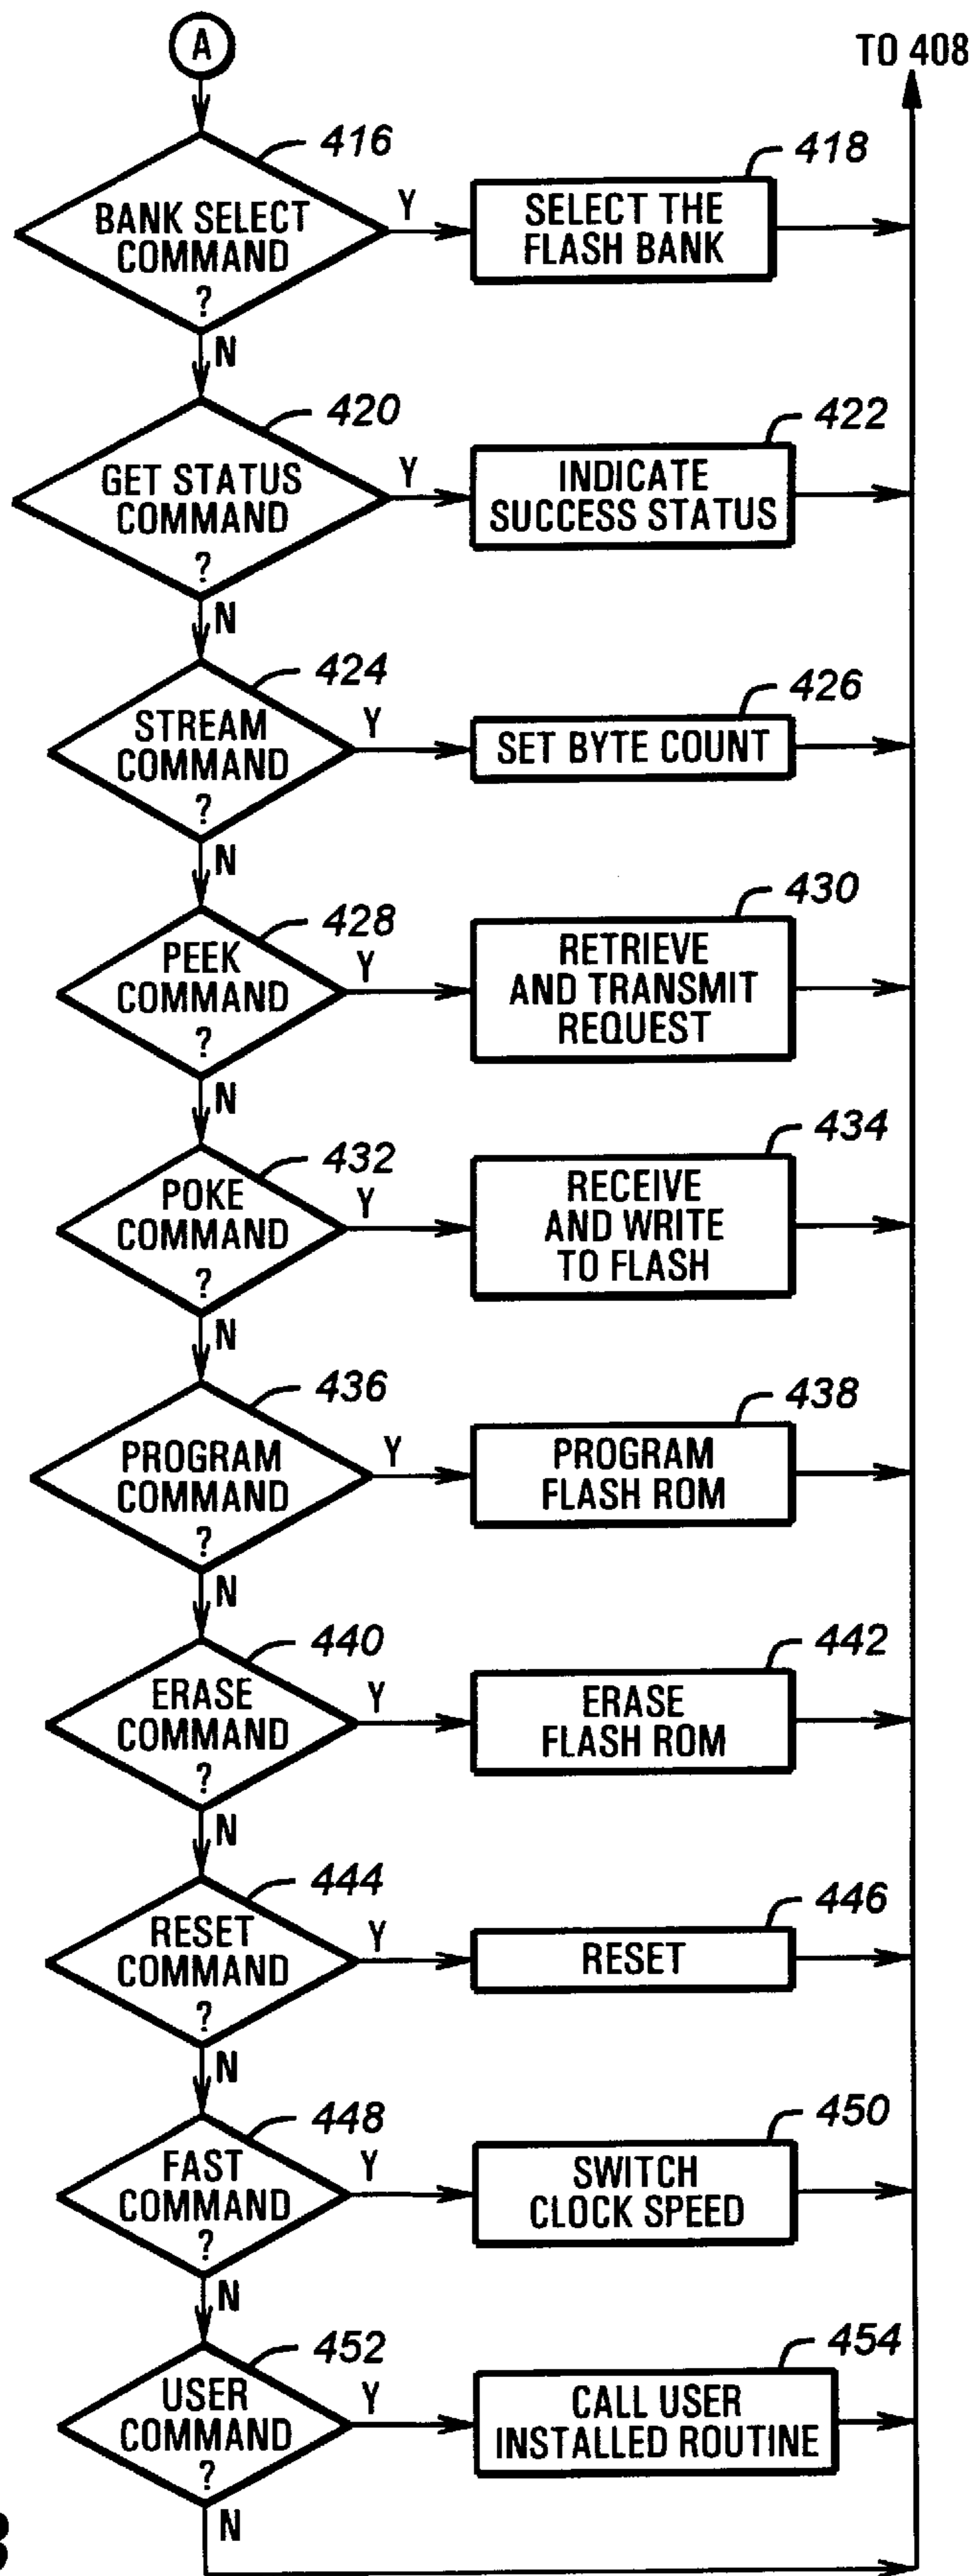 A
TO 408
416
BANK SELECT
COMMAND
?
Y
418
SELECT THE
FLASH BANK
N
420
GET STATUS
COMMAND
?
Y
422
INDICATE
SUCCESS STATUS
N
424
STREAM
COMMAND
?
Y
426
SET BYTE COUNT
N
428
PEEK
COMMAND
?
Y
430
RETRIEVE
AND TRANSMIT
REQUEST
N
432
POKE
COMMAND
?
Y
434
RECEIVE
AND WRITE
TO FLASH
N
436
PROGRAM
COMMAND
?
Y
438
PROGRAM
FLASH ROM
N
440
ERASE
COMMAND
?
Y
442
ERASE
FLASH ROM
N
444
RESET
COMMAND
?
Y
446
RESET
N
448
FAST
COMMAND
?
Y
450
SWITCH
CLOCK SPEED
N
452
USER
COMMAND
?
Y
454
CALL USER
INSTALLED ROUTINE
N